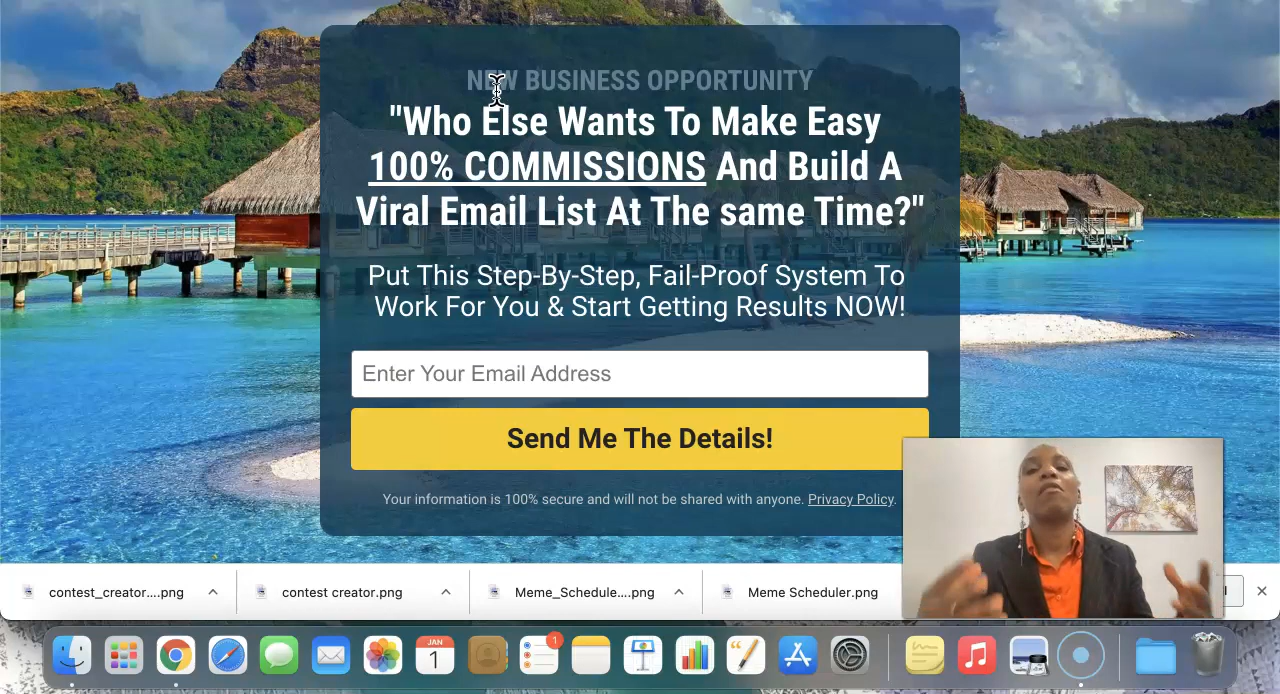 NEW BUSINESS OPPORTUNITY
"Who Else Wants To Make Easy
100% COMMISSIONS And Build A
Viral Email List At The same Time?"
Put This Step-By-Step, Fail-Proof System To
Work For You & Start Getting Results NOW!
Enter Your Email Address
Send Me The Details!
Your information is 100% secure and will not be shared with anyone. Privacy Policy.
contest_creator....png
contest creator.png
Meme_Schedule....png
Meme Scheduler.png
JAN
1
1